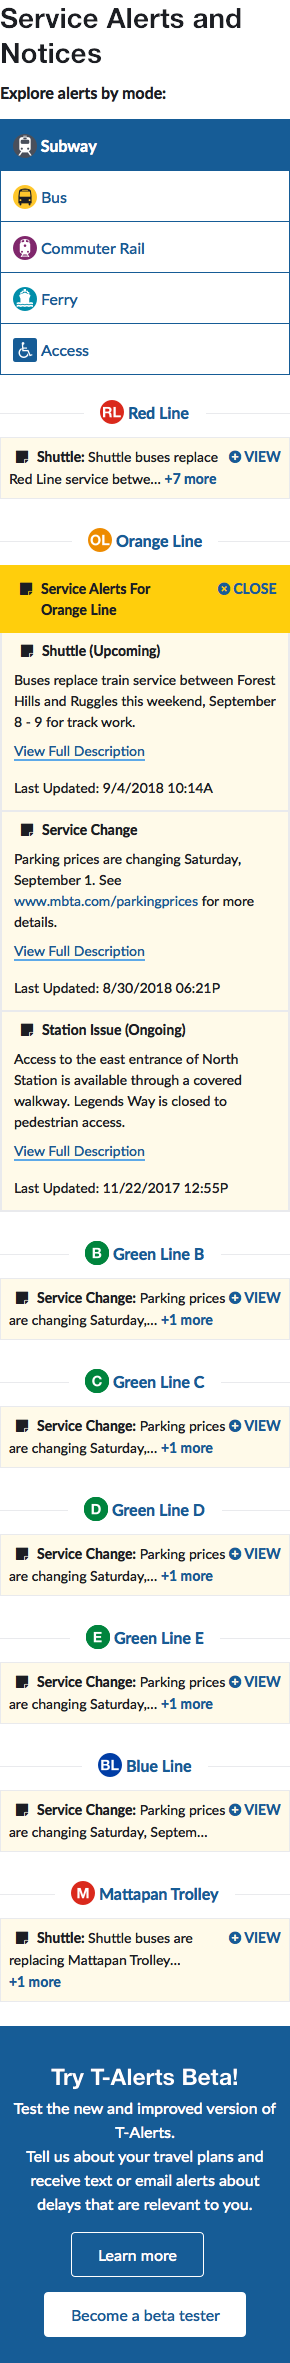 Service Alerts and
Notices
Explore alerts by mode:
Subway
Bus
Commuter Rail
Ferry
Access
RL Red Line
Shuttle: Shuttle buses replace VIEW
Red Line service betwe... +7 more
OL Orange Line
Service Alerts For CLOSE
Orange Line
Shuttle (Upcoming)
Buses replace train service between Forest
Hills and Ruggles this weekend, September
8 - 9 for track work.
View Full Description
Last Updated: 9/4/2018 10:14A
Service Change
Parking prices are changing Saturday,
September 1. See
www.mbta.com/parkingprices for more
details.
View Full Description
Last Updated: 8/30/2018 06:21P
Station Issue (Ongoing)
Access to the east entrance of North
Station is available through a covered
walkway. Legends Way is closed to
pedestrian access.
View Full Description
Last Updated: 11/22/2017 12:55P
B Green Line B
Service Change: Parking prices VIEW
are changing Saturday,... +1 more
C Green Line C
Service Change: Parking prices VIEW
are changing Saturday,... +1 more
D Green Line D
Service Change: Parking prices VIEW
are changing Saturday,... +1 more
E Green Line E
Service Change: Parking prices VIEW
are changing Saturday,... +1 more
BL Blue Line
Service Change: Parking prices VIEW
are changing Saturday, Septem...
M Mattapan Trolley
Shuttle: Shuttle buses are VIEW
replacing Mattapan Trolley...
+1 more
Try T-Alerts Beta!
Test the new and improved version of
T-Alerts.
Tell us about your travel plans and
receive text or email alerts about
delays that are relevant to you.
Learn more
Become a beta tester